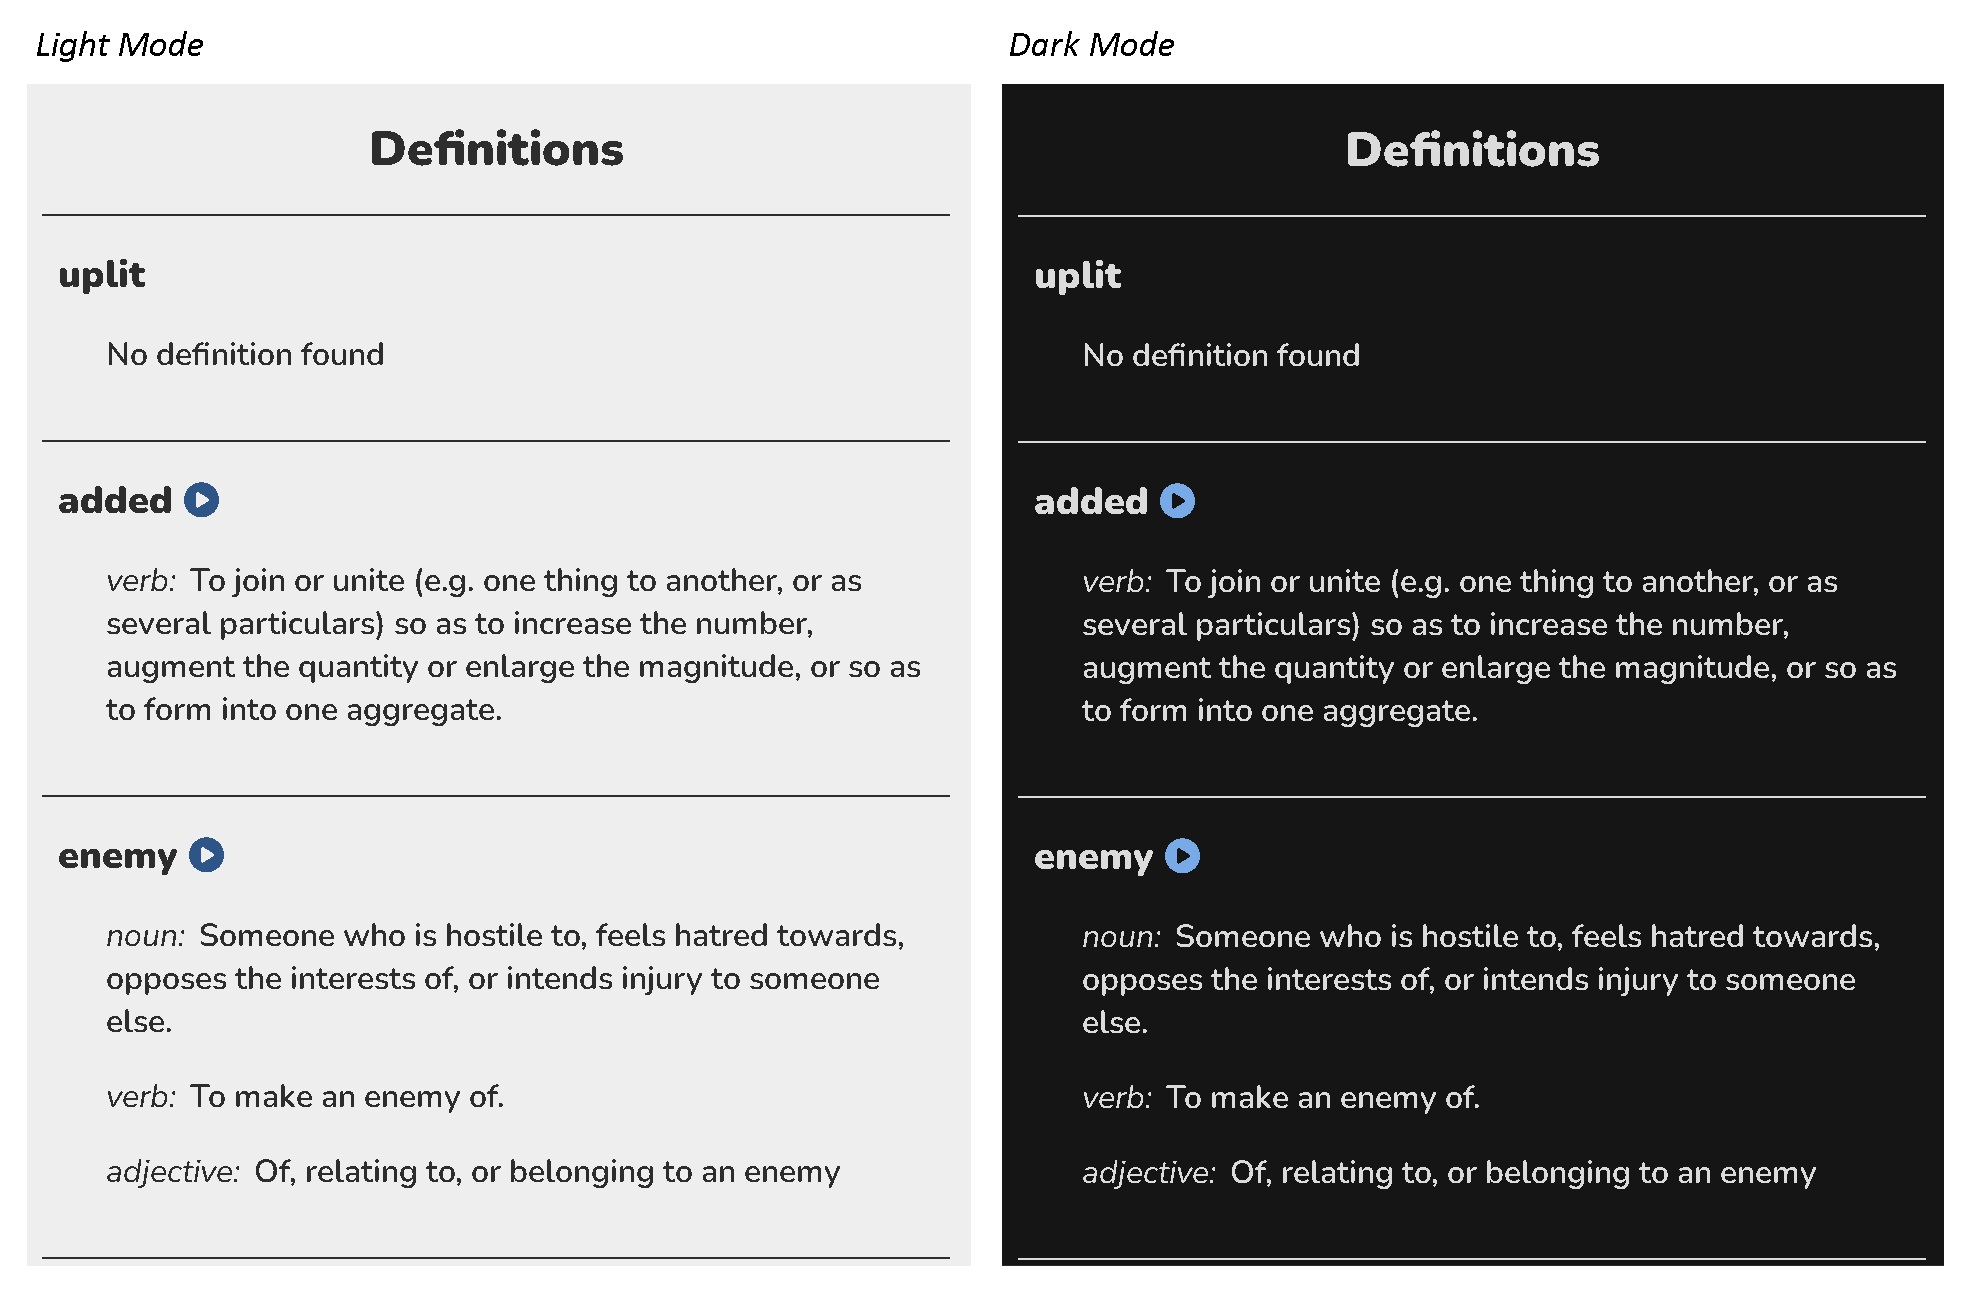 Light Mode
Definitions
uplit
No definition found
added
verb: To join or unite (e.g. one thing to another, or as
several particulars) so as to increase the number,
augment the quantity or enlarge the magnitude, or so as
to form into one aggregate.
enemy
noun: Someone who is hostile to, feels hatred towards,
opposes the interests of, or intends injury to someone
else.
verb: To make an enemy of.
adjective: Of, relating to, or belonging to an enemy
Dark Mode
Definitions
uplit
No definition found
added
verb: To join or unite (e.g. one thing to another, or as
several particulars) so as to increase the number,
augment the quantity or enlarge the magnitude, or so as
to form into one aggregate.
enemy
noun: Someone who is hostile to, feels hatred towards,
opposes the interests of, or intends injury to someone
else.
verb: To make an enemy of.
adjective: Of, relating to, or belonging to an enemy